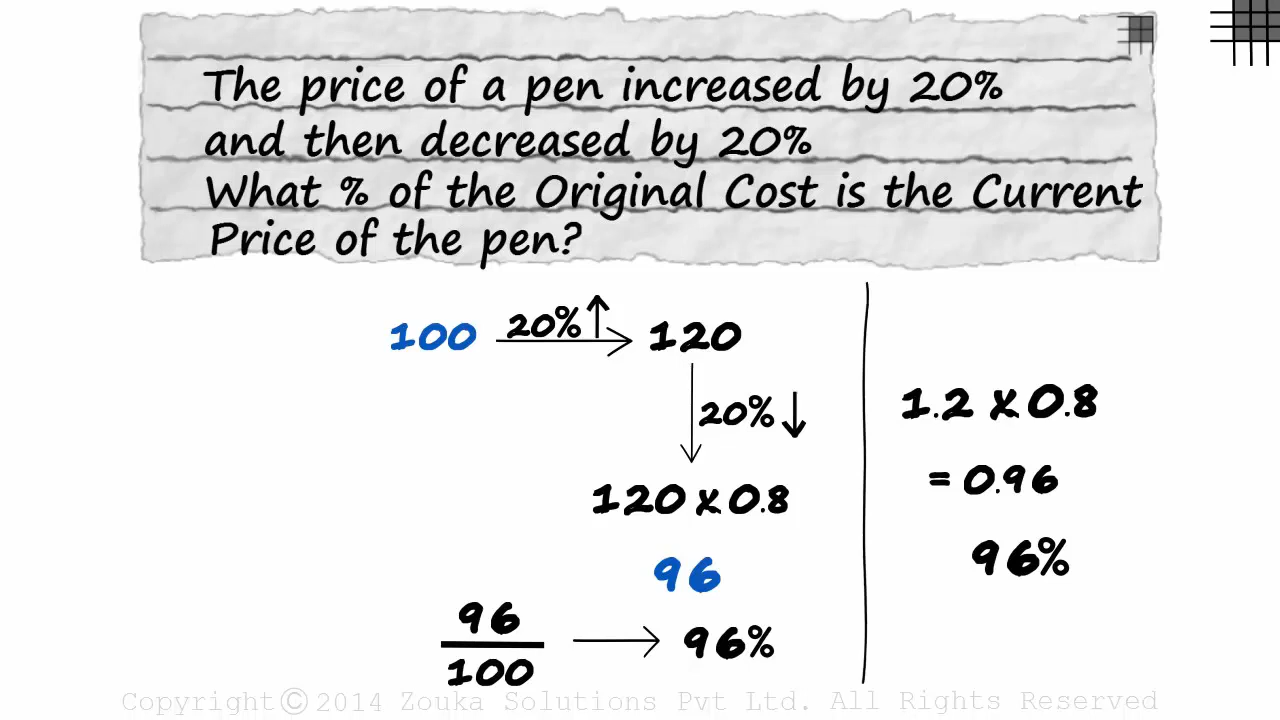 The price of a pen increased by 20%
and then decreased by 20%
What % of the Original Cost is the Current
Price of the pen?
100 20%↑ 120
20%↓
120 x 0.8
96
96
100
96%
1.2 x 0.8
= 0.96
96%
Copyright© 2014 Zouka Solutions Pvt Ltd. All Rights Reserved